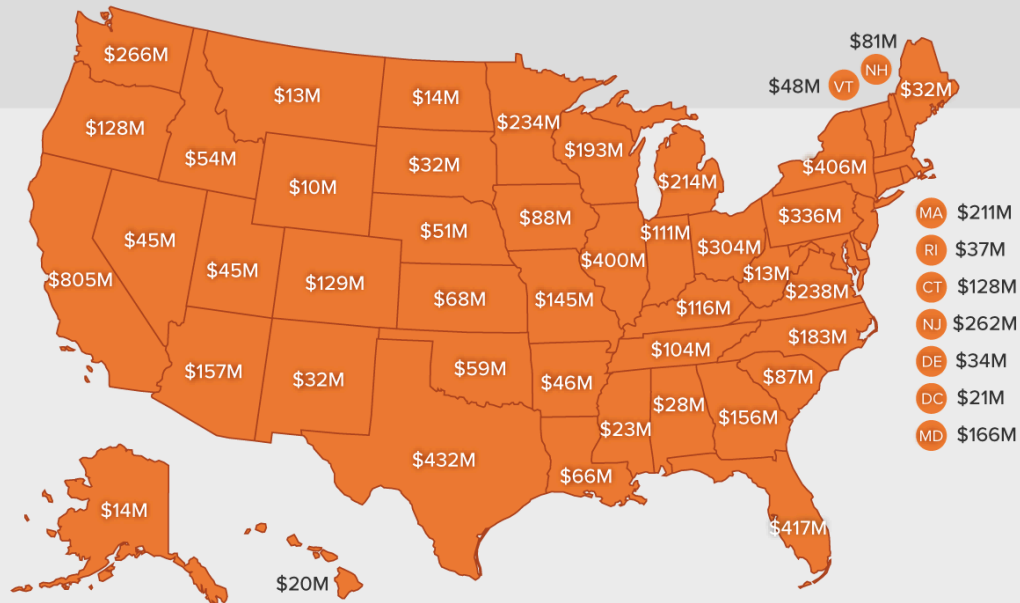 $81M
NH
$48M
VT
$32M
$266M
$13M
$14M
$234M
$128M
$193M
$54M
$32M
$406M
$214M
$10M
MA $211M
$88M
$336M
$51M
$111M
$45M
$304M
RI $37M
$400M
$45M
$13M
$805M
$129M
$238M
CT $128M
$68M
$145M
$116M
NJ $262M
$183M
$104M
DE $34M
$157M
$59M
$32M
$87M
$46M
DC $21M
$28M
$156M
$23M
MD $166M
$432M
$66M
$14M
$417M
$20M